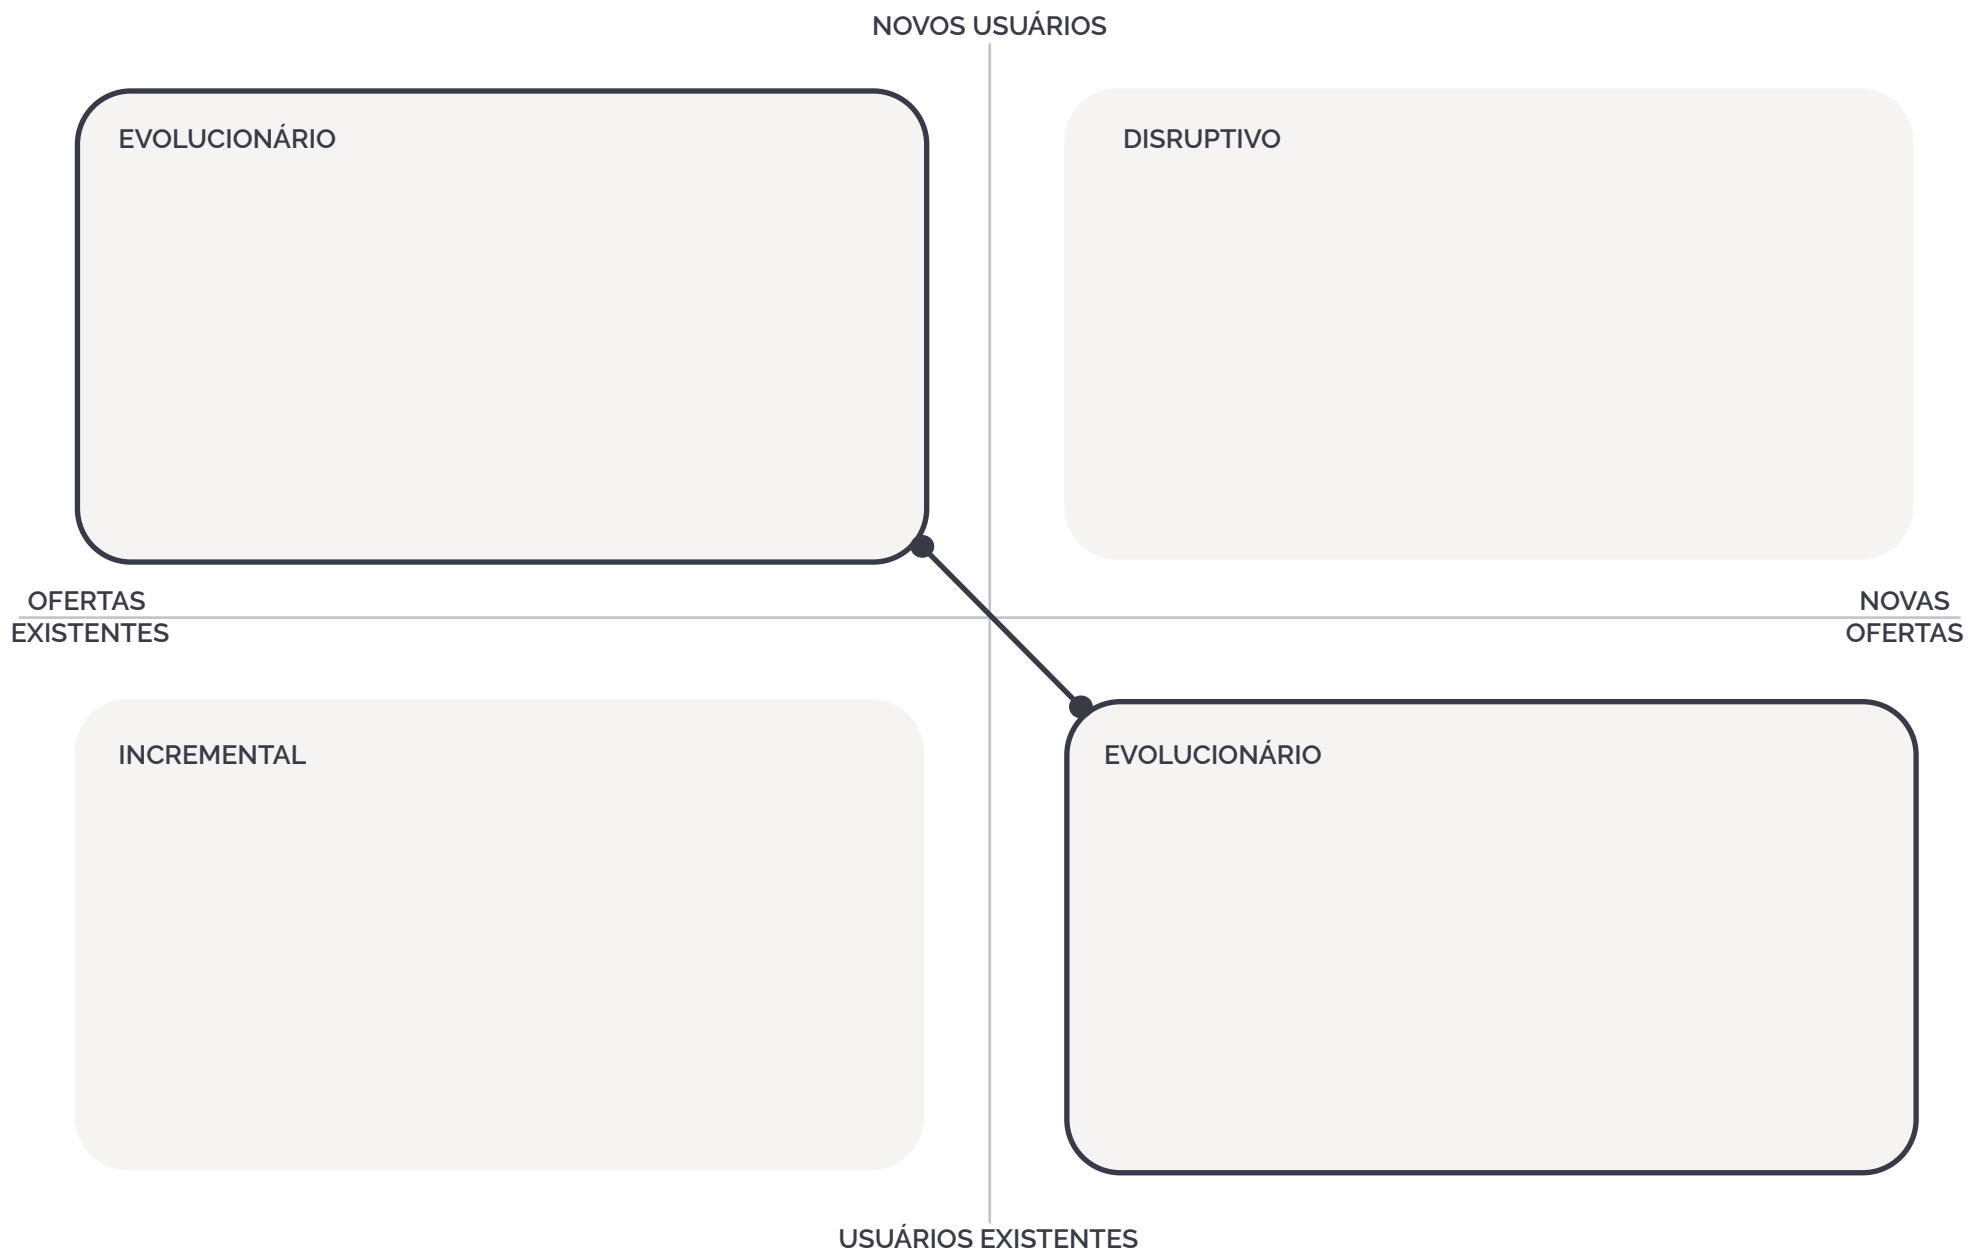 NOVOS USUÁRIOS
EVOLUCIONÁRIO
DISRUPTIVO
OFERTAS
EXISTENTES
NOVAS
OFERTAS
INCREMENTAL
EVOLUCIONÁRIO
USUÁRIOS EXISTENTES